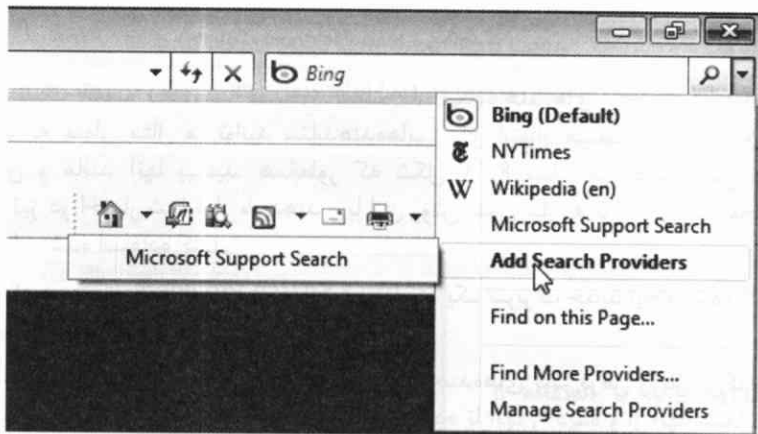 Bing
Bing (Default)
NYTimes
W Wikipedia (en)
Microsoft Support Search
Add Search Providers
Microsoft Support Search
Find on this Page...
Find More Providers...
Manage Search Providers